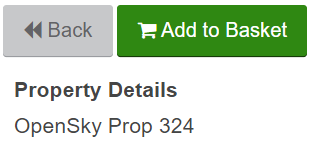 Back
Add to Basket
Property Details
OpenSky Prop 324